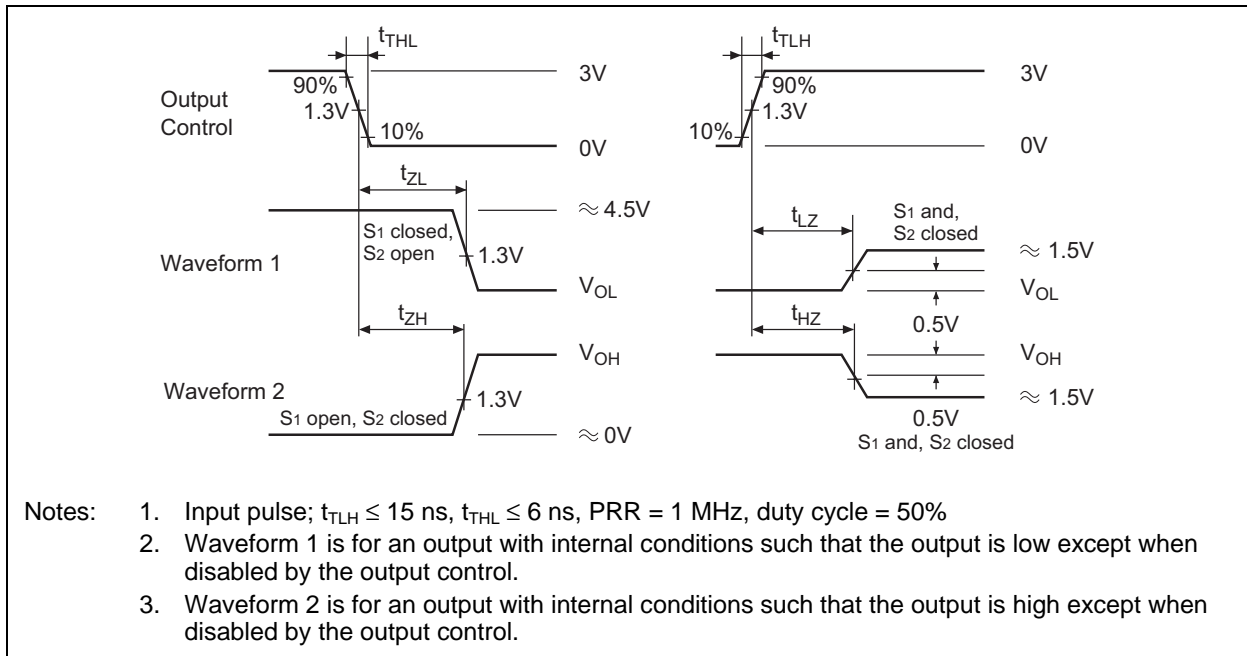 tTHL
tTLH
Output
Control
90%
1.3V
10%
3V
0V
10%
90%
1.3V
3V
0V
Waveform 1
tZL
S1 closed,
S2 open
1.3V
≈ 4.5V
VOL
tLZ
S1 and,
S2 closed
≈ 1.5V
VOL
0.5V
Waveform 2
tZH
S1 open, S2 closed
1.3V
VOH
≈ 0V
tHZ
VOH
≈ 1.5V
0.5V
S1 and, S2 closed
Notes: 1. Input pulse; tTLH ≤ 15 ns, tTHL ≤ 6 ns, PRR = 1 MHz, duty cycle = 50%
2. Waveform 1 is for an output with internal conditions such that the output is low except when
disabled by the output control.
3. Waveform 2 is for an output with internal conditions such that the output is high except when
disabled by the output control.